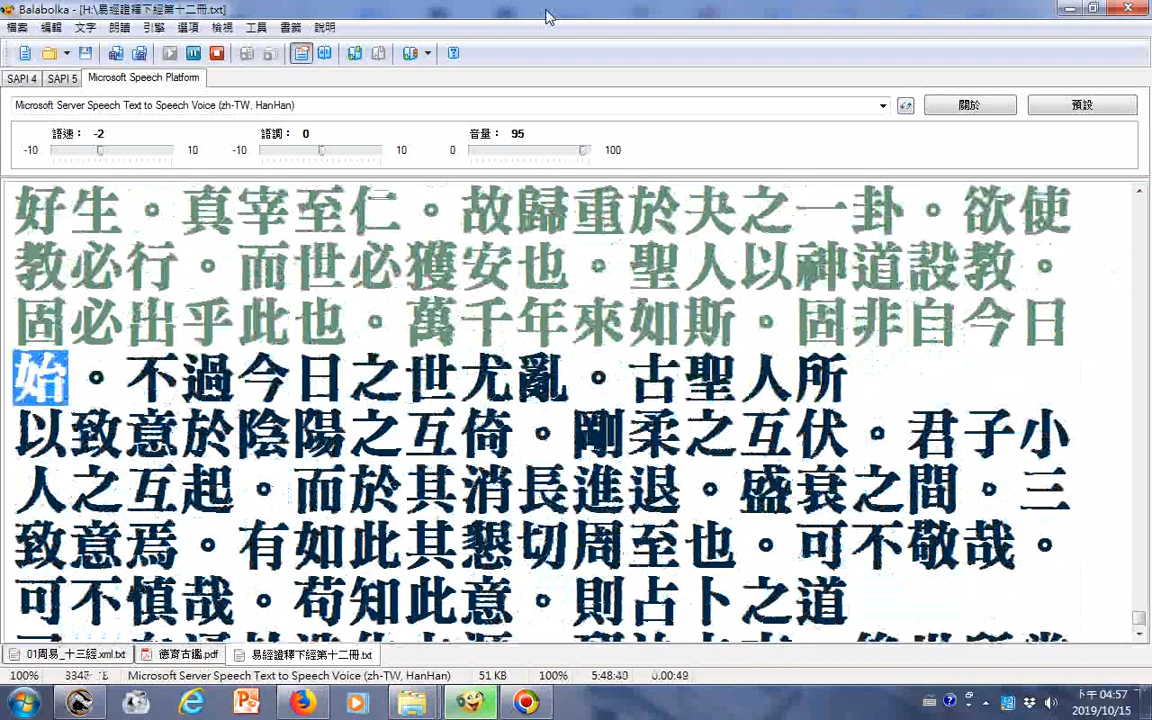 Balabolka - [H:\易經證釋下經第十二冊.txt]
檔案 編輯 文字 朗讀 引擎 選項 檢視 工具 書籤 說明
SAPI 4 SAPI 5 Microsoft Speech Platform
Microsoft Server Speech Text to Speech Voice (zh-TW, HanHan) 關於 預設
語速： -2 語調： 0 音量： 95
-10 10 -10 10 0 100
好生。真宰至仁。故歸重於夬之一卦。欲使
教必行。而世必獲安也。聖人以神道設教。
固必出乎此也。萬千年來如斯。固非自今日
始。不過今日之世尤亂。古聖人所
以致意於陰陽之互倚。剛柔之互伏。君子小
人之互起。而於其消長進退。盛衰之間。三
致意焉。有如此其懇切周至也。可不敬哉。
可不慎哉。苟知此意。則占卜之道
01周易_十三經.xml.txt 德育古鑑.pdf 易經證釋下經第十二冊.txt
100% Microsoft Server Speech Text to Speech Voice (zh-TW, HanHan) 51 KB 100% 5:48:40 0:00:49
下午 04:57
2019/10/15